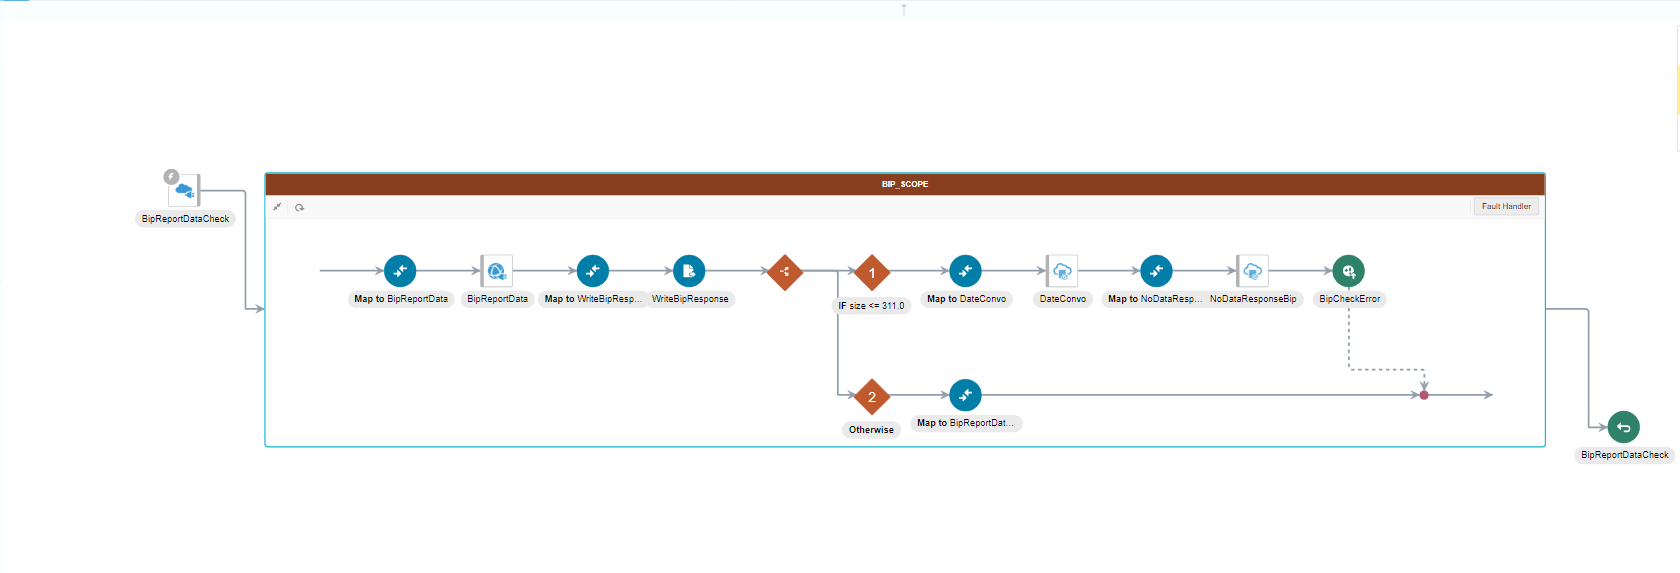 BIP_SCOPE
Fault Handler
BipReportDataCheck
Map to BipReportData
BipReportData
Map to WriteBipResp...
WriteBipResponse
1
IF size <= 311.0
Map to DateConvo
DateConvo
Map to NoDataResp...
NoDataResponseBip
BipCheckError
2
Otherwise
Map to BipReportDat...
BipReportDataCheck